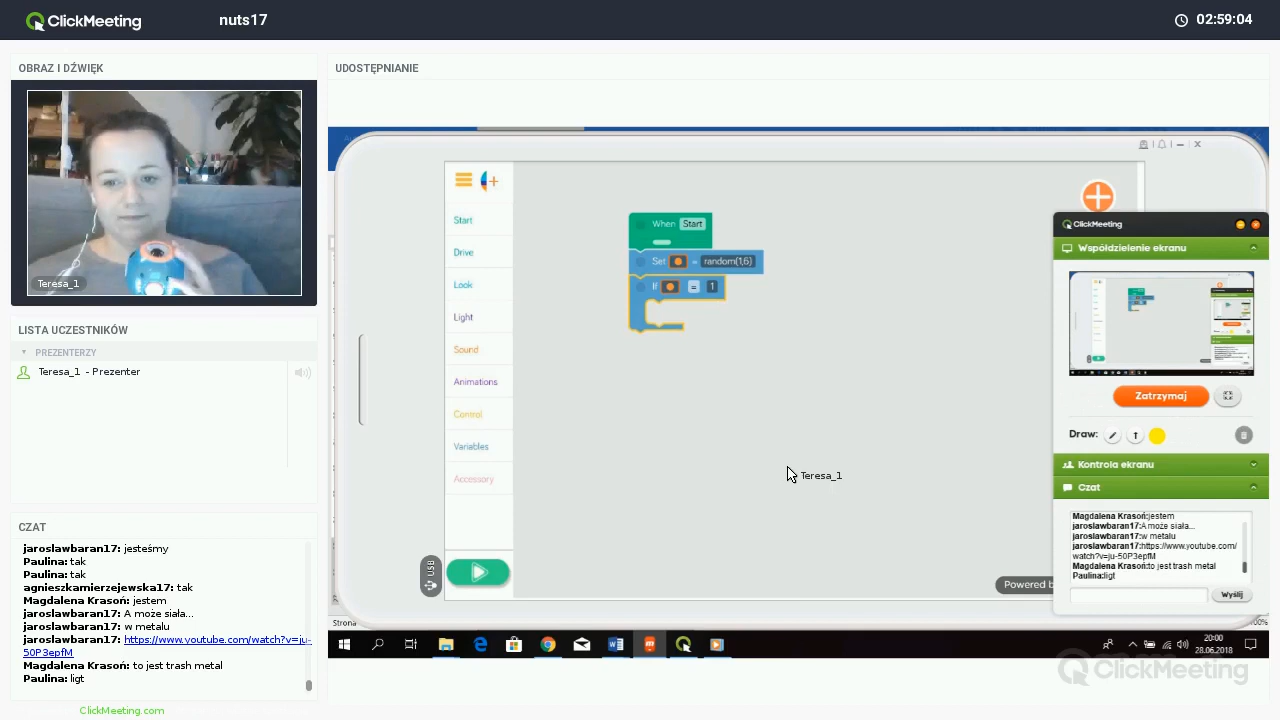 ClickMeeting
nuts17
02:59:04
OBRAZ I DŹWIĘK
Teresa_1
LISTA UCZESTNIKÓW
PREZENTERZY
Teresa_1 - Prezenter
CZAT
jaroslawbaran17: jesteśmy
Paulina: tak
Paulina: tak
agnieszkamierzejewska17: tak
Magdalena Krasoń: jestem
jaroslawbaran17: A może siala...
jaroslawbaran17: w metalu
jaroslawbaran17: https://www.youtube.com/watch?v=ju-
50P3epfM
Magdalena Krasoń: to jest trash metal
Paulina: ligt
ClickMeeting.com
UDOSTĘPNIANIE
Start
Drive
Look
Light
Sound
Animations
Control
Variables
Accessory
When Start
Set = random(1,6)
If = 1
Teresa_1
USB
Powered b
Strona
ClickMeeting
Współdzielenie ekranu
Zatrzymaj
Draw:
Kontrola ekranu
Czat
Magdalena Krasoń:jestem
jaroslawbaran17:A może siała...
jaroslawbaran17:w metalu
jaroslawbaran17:https://www.youtube.com/
watch?v=ju-50P3epfM
Magdalena Krasoń:to jest trash metal
Paulina:ligt
Wyślij
20:00
28.06.2018
ClickMeeting